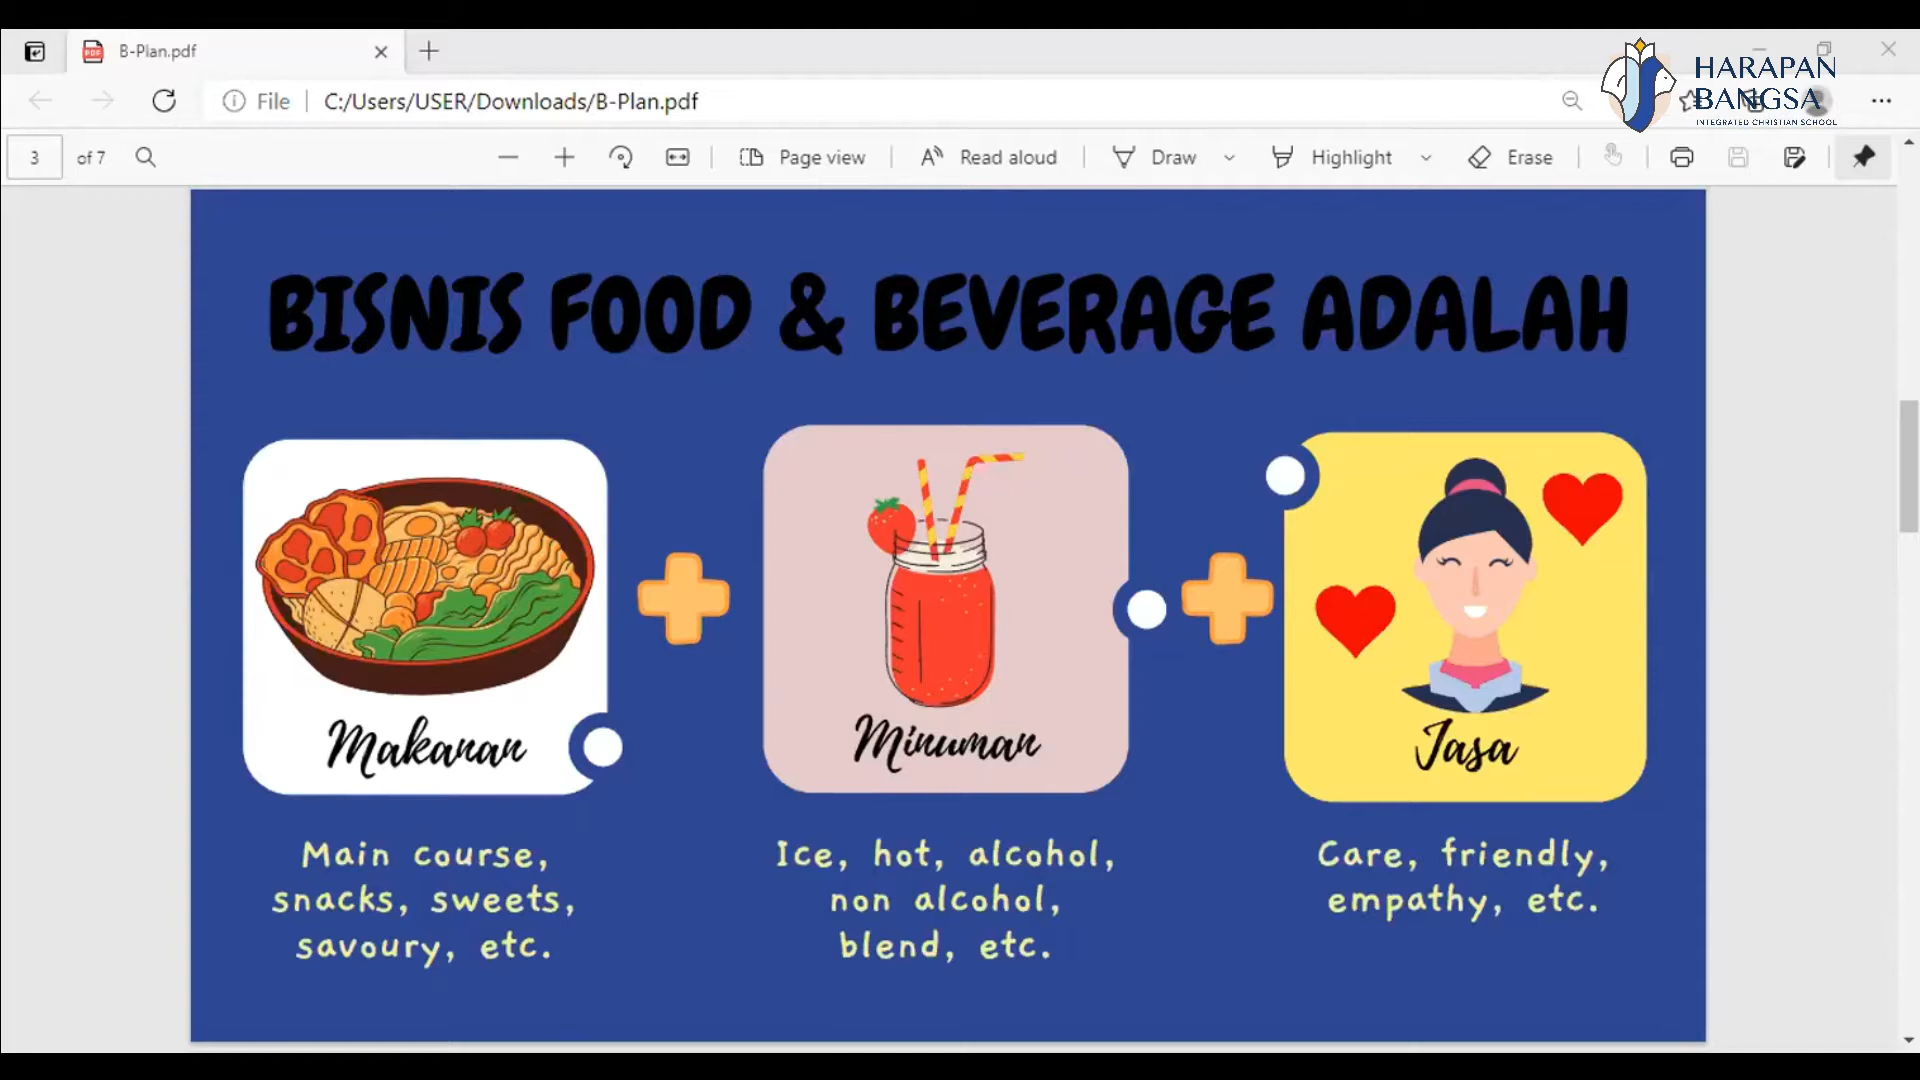 B-Plan.pdf
HARAPAN
BANGSA
INTEGRATED CHRISTIAN SCHOOL
File
C:/Users/USER/Downloads/B-Plan.pdf
3 of 7
Page view
Read aloud
Draw
Highlight
Erase
BISNIS FOOD & BEVERAGE ADALAH
Makanan
Main course,
snacks, sweets,
savoury, etc.
Minuman
Ice, hot, alcohol,
non alcohol,
blend, etc.
Jasa
Care, friendly,
empathy, etc.